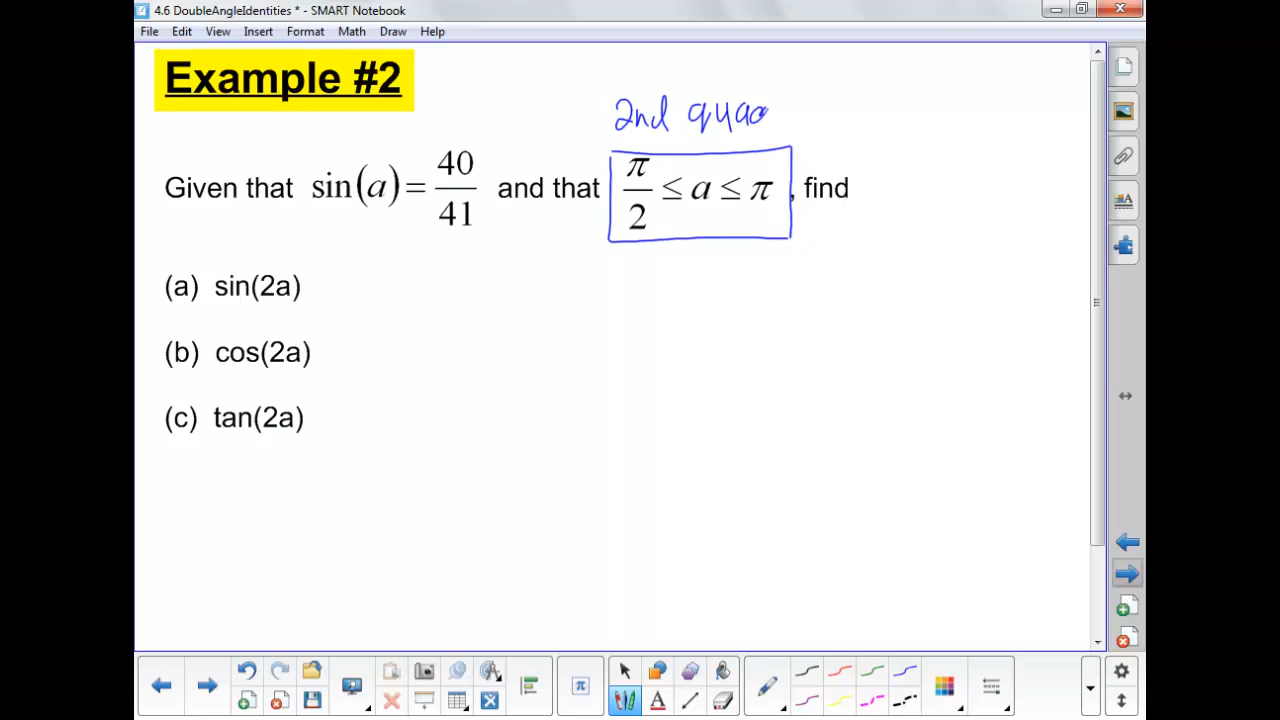 4.6 DoubleAngleIdentities * - SMART Notebook
File Edit View Insert Format Math Draw Help
Example #2
2nd quad
Given that sin(a) = 40/41 and that π/2 ≤ a ≤ π, find
(a) sin(2a)
(b) cos(2a)
(c) tan(2a)